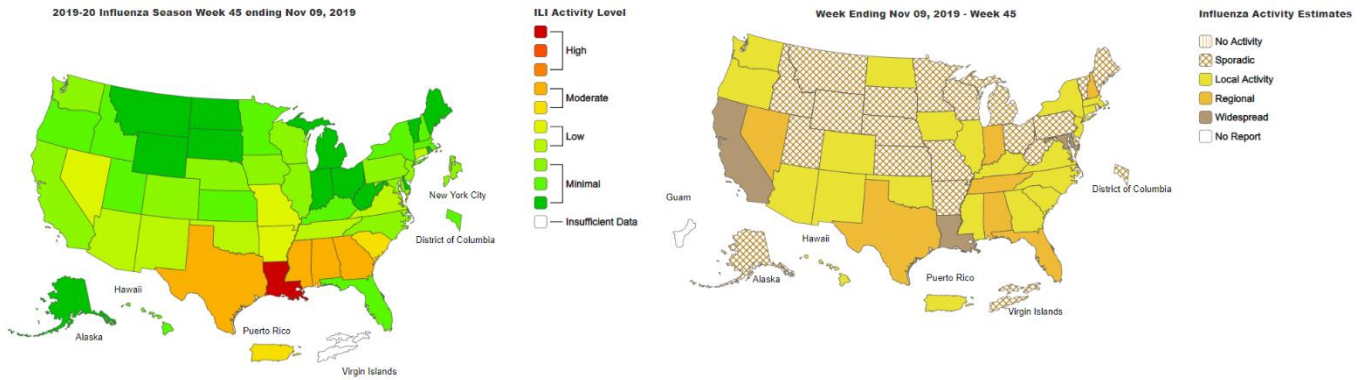 2019-20 Influenza Season Week 45 ending Nov 09, 2019
ILI Activity Level
High
Moderate
Low
Minimal
Insufficient Data
New York City
District of Columbia
Hawaii
Alaska
Puerto Rico
Virgin Islands
Week Ending Nov 09, 2019 - Week 45
Influenza Activity Estimates
No Activity
Sporadic
Local Activity
Regional
Widespread
No Report
District of Columbia
Guam
Hawaii
Alaska
Puerto Rico
Virgin Islands